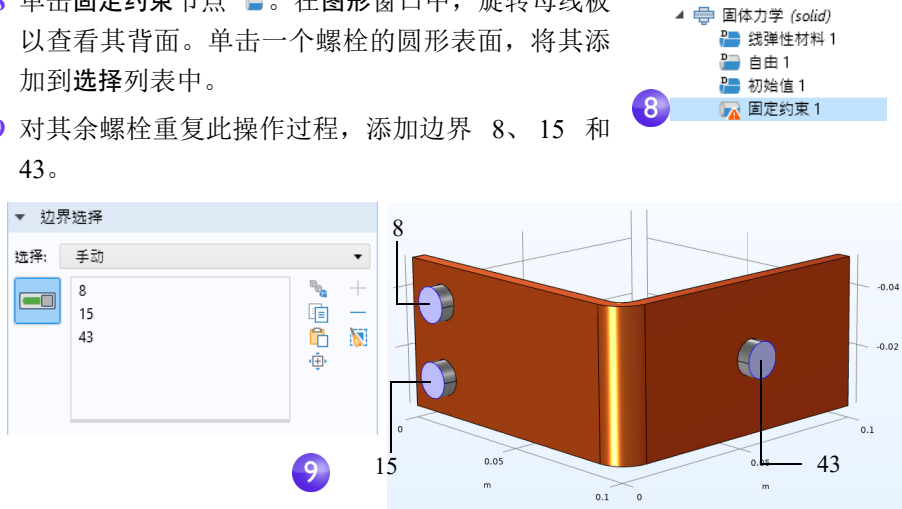 单击固定约束节点 。在图形窗口中，旋转母线板
以查看其背面。单击一个螺栓的圆形表面，将其添
加到选择列表中。
对其余螺栓重复此操作过程，添加边界 8、15 和
43。
固体力学 (solid)
线弹性材料 1
自由 1
初始值 1
8 固定约束 1
边界选择
选择: 手动
8
15
43
9
8
15
43
-0.04
-0.02
0
0.05
m
0.1
0
0.05
m
0.1